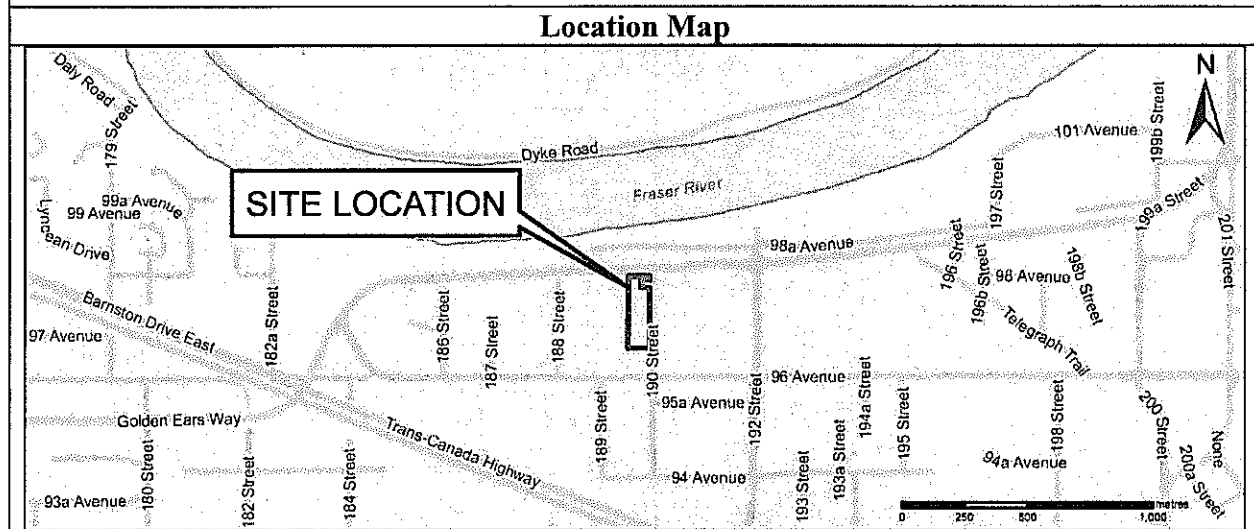 Location Map
N
Daly Road
179 Street
Dyke Road
Fraser River
101 Avenue
199b Street
197 Street
199a Street
201 Street
99a Avenue
99 Avenue
SITE LOCATION
98a Avenue
196 Street
196b Street
98 Avenue
198b Street
Telegraph Trail
Barnston Drive East
97 Avenue
182a Street
186 Street
187 Street
188 Street
190 Street
96 Avenue
95a Avenue
Golden Ears Way
Trans-Canada Highway
189 Street
192 Street
194a Street
195 Street
198 Street
200 Street
None
200a Street
94 Avenue
94a Avenue
193 Street
193a Street
93a Avenue
180 Street
182 Street
184 Street
metres
0 250 500 1,000